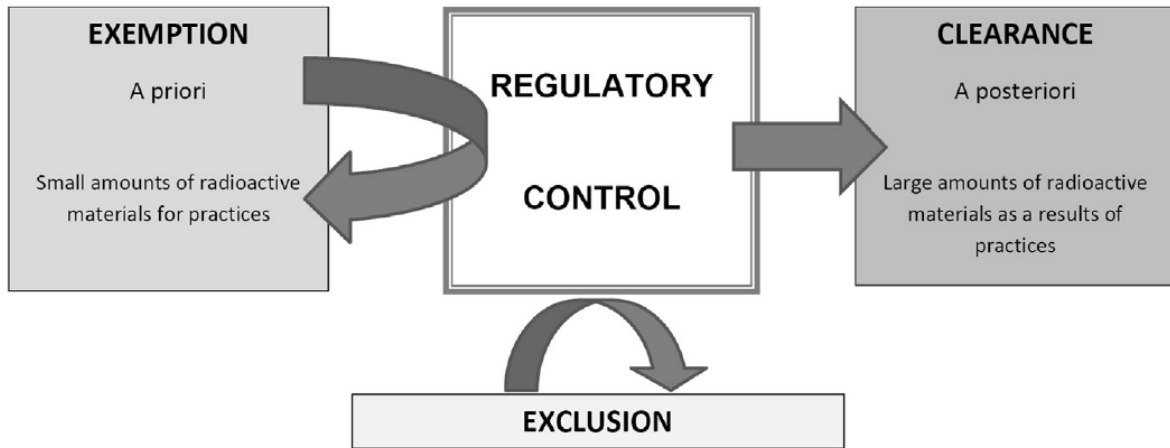 EXEMPTION
A priori
Small amounts of radioactive
materials for practices
REGULATORY
CONTROL
CLEARANCE
A posteriori
Large amounts of radioactive
materials as a results of
practices
EXCLUSION